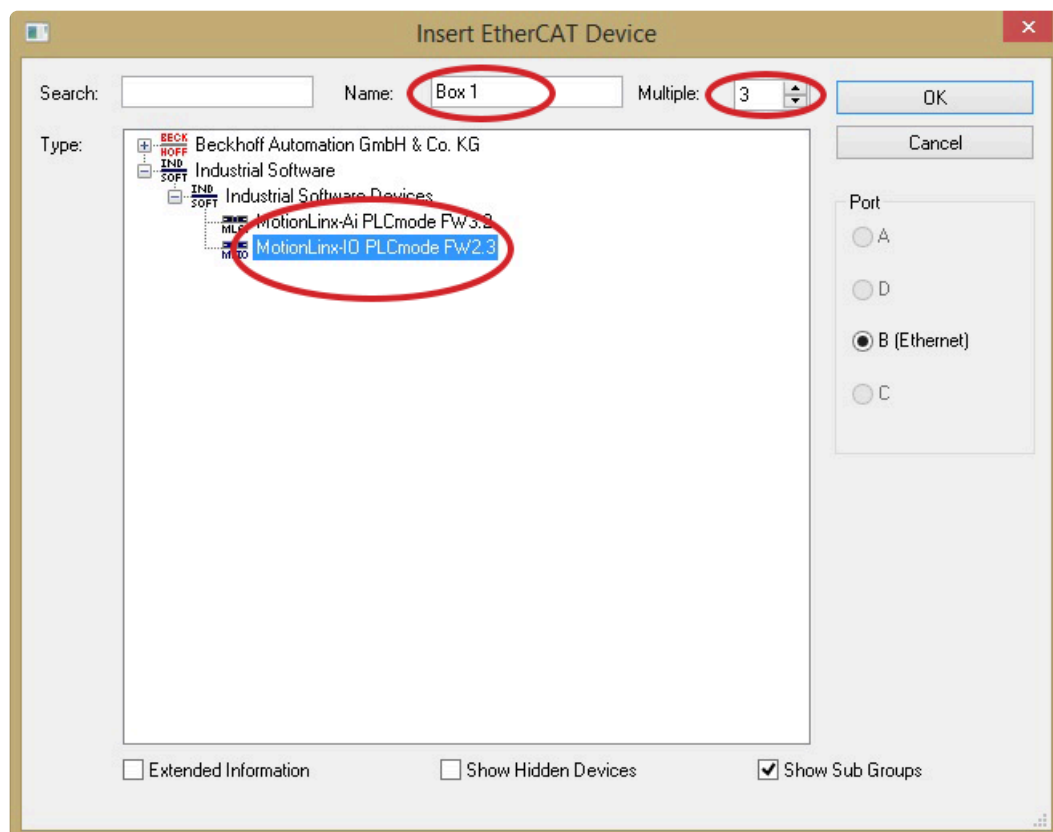 Insert EtherCAT Device
Search: Name: Box 1 Multiple: 3 OK
Type: Cancel
BECK HOFF Beckhoff Automation GmbH & Co. KG
IND SOFT Industrial Software
IND SOFT Industrial Software Devices
MotionLinx-Ai PLCmode FW3.2
MotionLinx-IO PLCmode FW2.3
Port
A
D
B (Ethernet)
C
Extended Information Show Hidden Devices Show Sub Groups